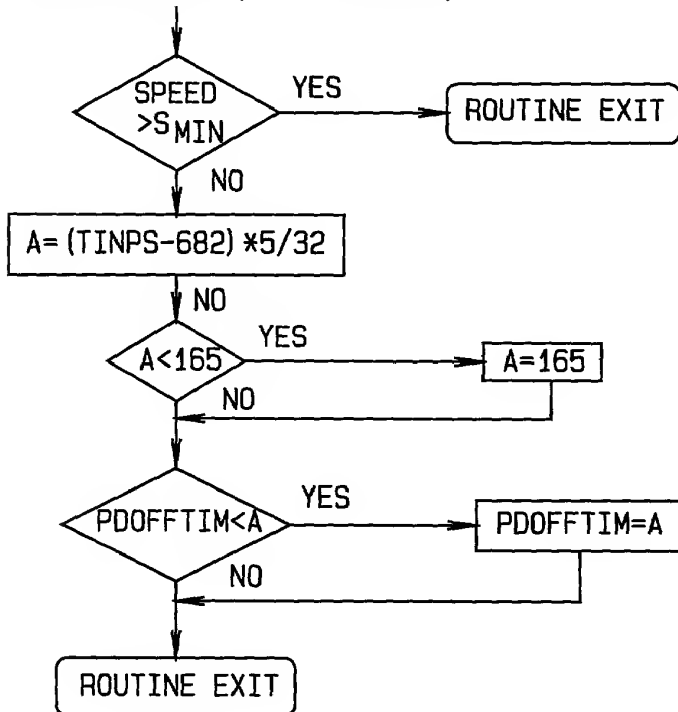 SPEED
>SMIN
YES
ROUTINE EXIT
NO
A=(TINPS-682)*5/32
NO
A<165
YES
A=165
NO
PDOFFTIM<A
YES
PDOFFTIM=A
NO
ROUTINE EXIT